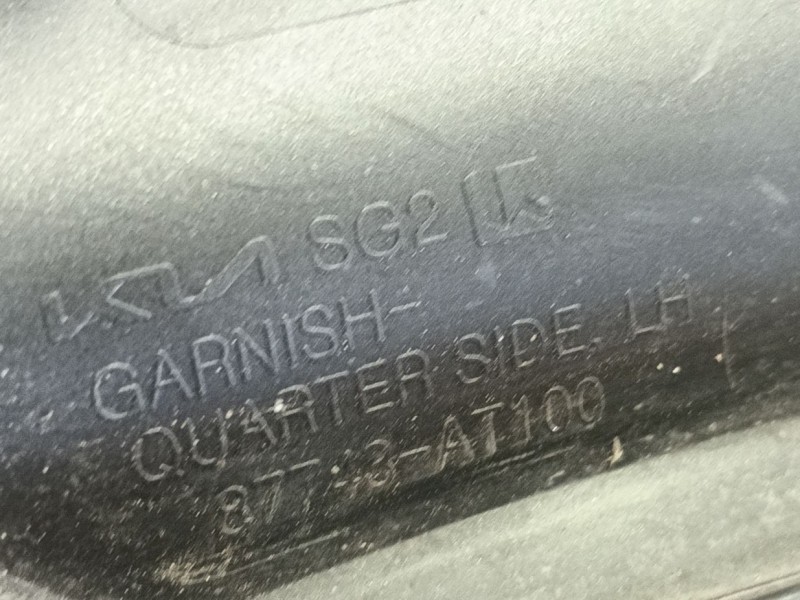 KIA SG2
GARNISH-
QUARTER SIDE, LH
87743-AT100